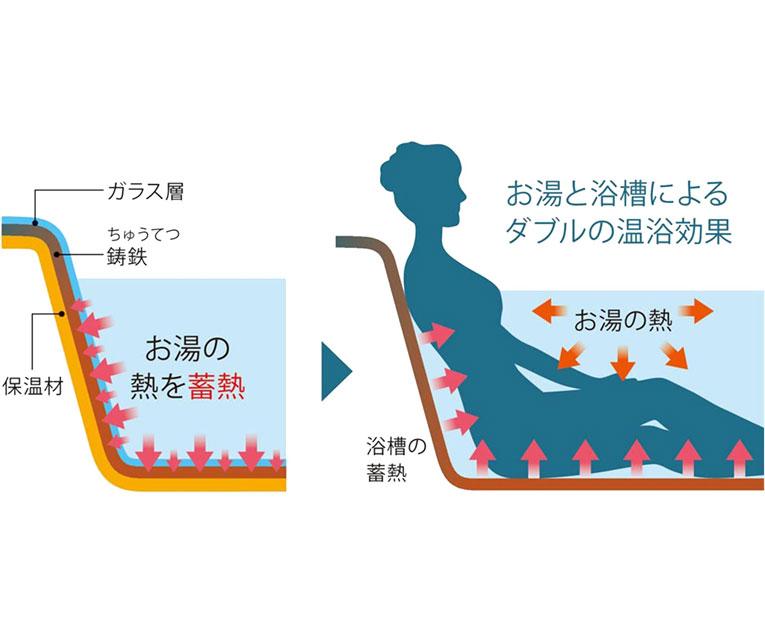 ガラス層
ちゅうてつ
鋳鉄
保温材
お湯の
熱を蓄熱
お湯と浴槽による
ダブルの温浴効果
お湯の熱
浴槽の
蓄熱